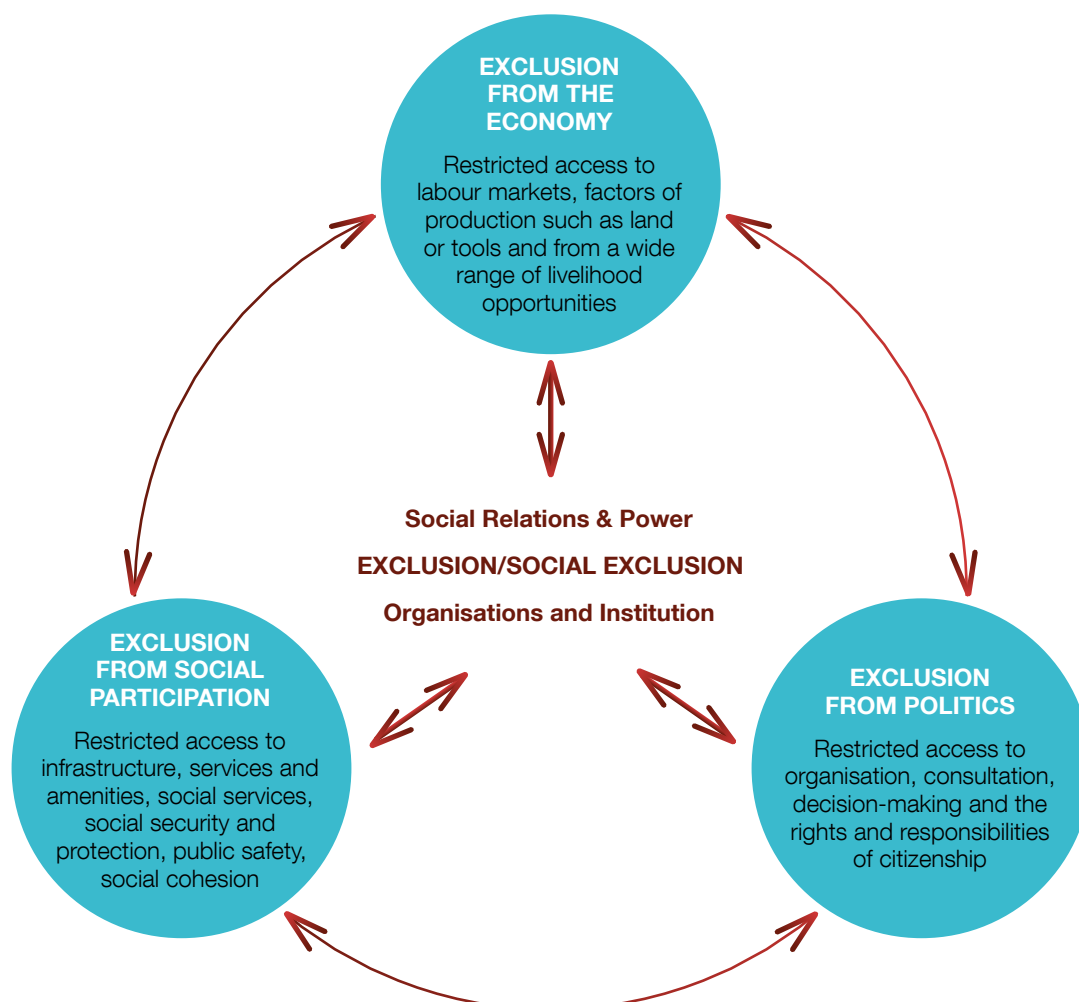 EXCLUSION
FROM THE
ECONOMY
Restricted access to
labour markets, factors of
production such as land
or tools and from a wide
range of livelihood
opportunities
Social Relations & Power
EXCLUSION/SOCIAL EXCLUSION
Organisations and Institution
EXCLUSION
FROM SOCIAL
PARTICIPATION
Restricted access to
infrastructure, services and
amenities, social services,
social security and
protection, public safety,
social cohesion
EXCLUSION
FROM POLITICS
Restricted access to
organisation, consultation,
decision-making and the
rights and responsibilities
of citizenship